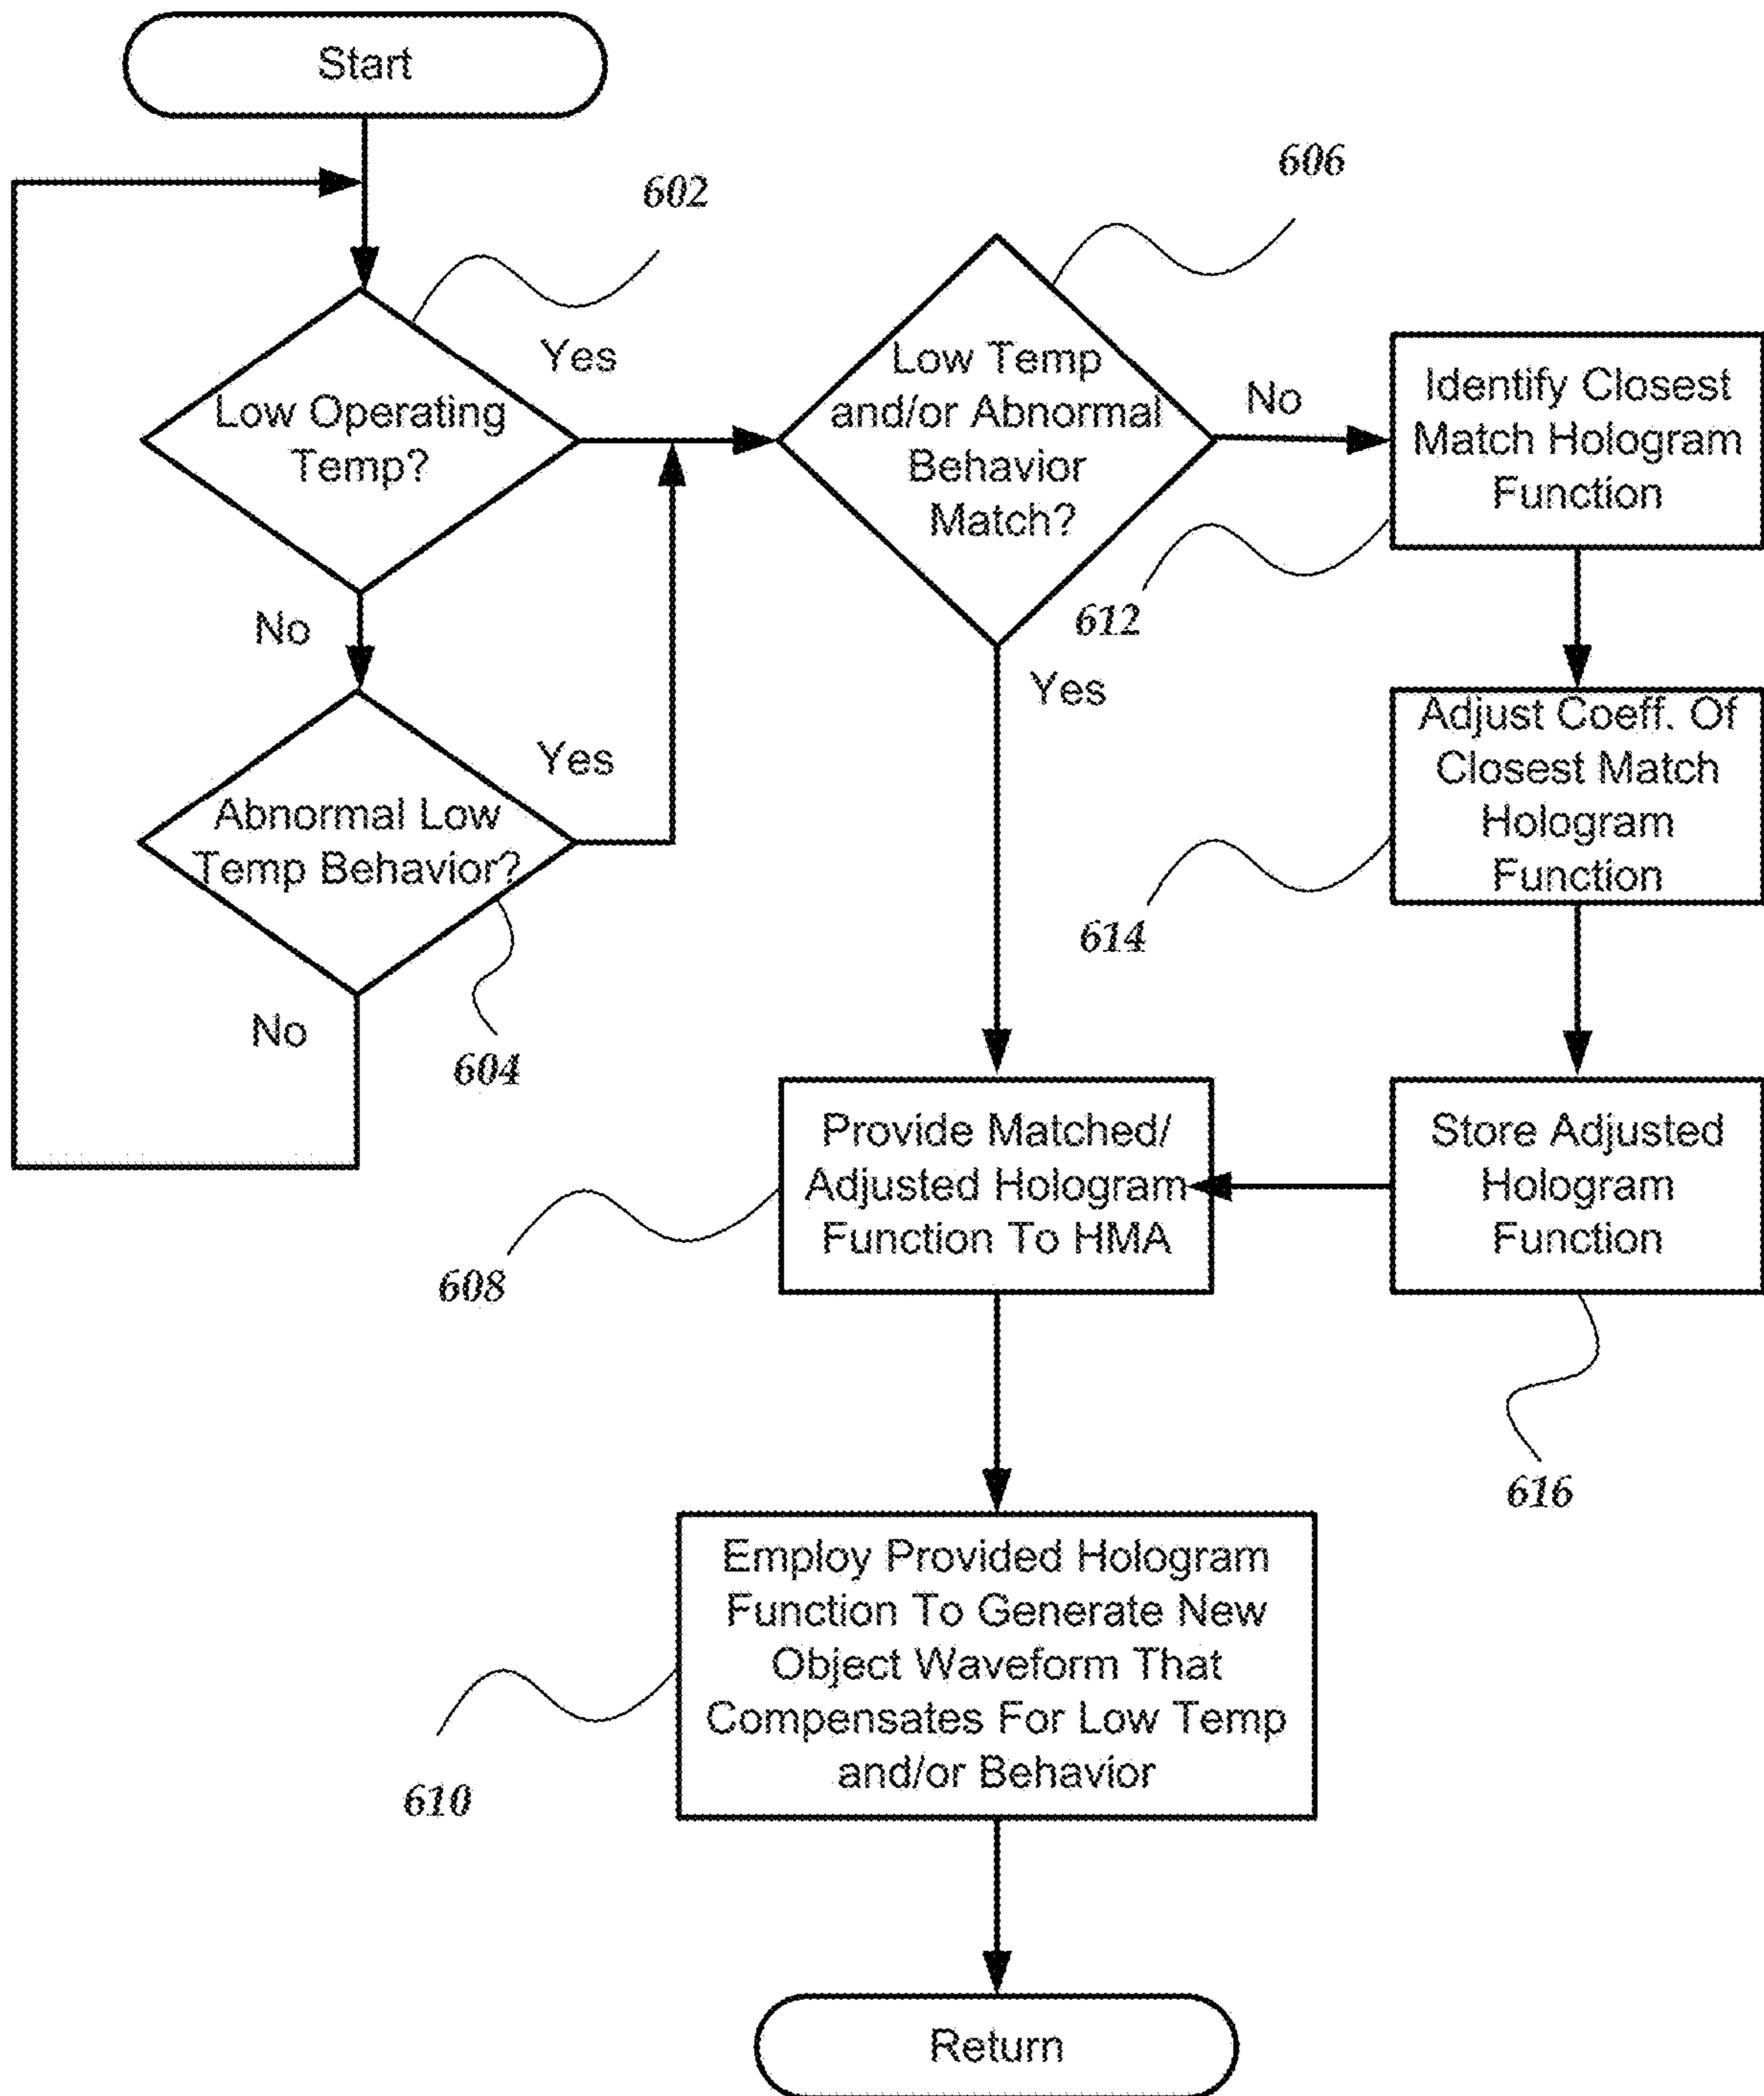 Start
602
606
Low Operating
Temp?
Yes
No
Low Temp
and/or Abnormal
Behavior
Match?
No
Yes
Identify Closest
Match Hologram
Function
612
Abnormal Low
Temp Behavior?
Yes
No
604
Adjust Coeff. Of
Closest Match
Hologram
Function
614
Provide Matched/
Adjusted Hologram
Function To HMA
608
Store Adjusted
Hologram
Function
616
Employ Provided Hologram
Function To Generate New
Object Waveform That
Compensates For Low Temp
and/or Behavior
610
Return